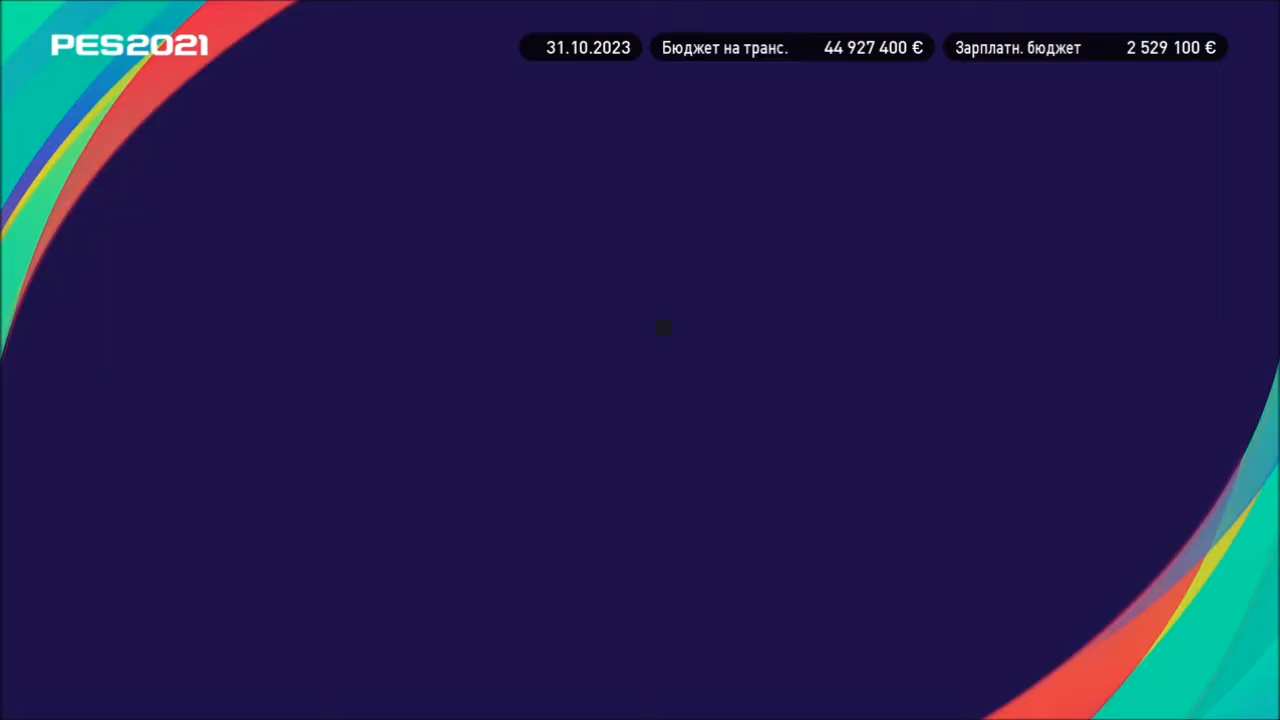 PES2021
31.10.2023 Бюджет на транс. 44 927 400 € Зарплатн. бюджет 2 529 100 €